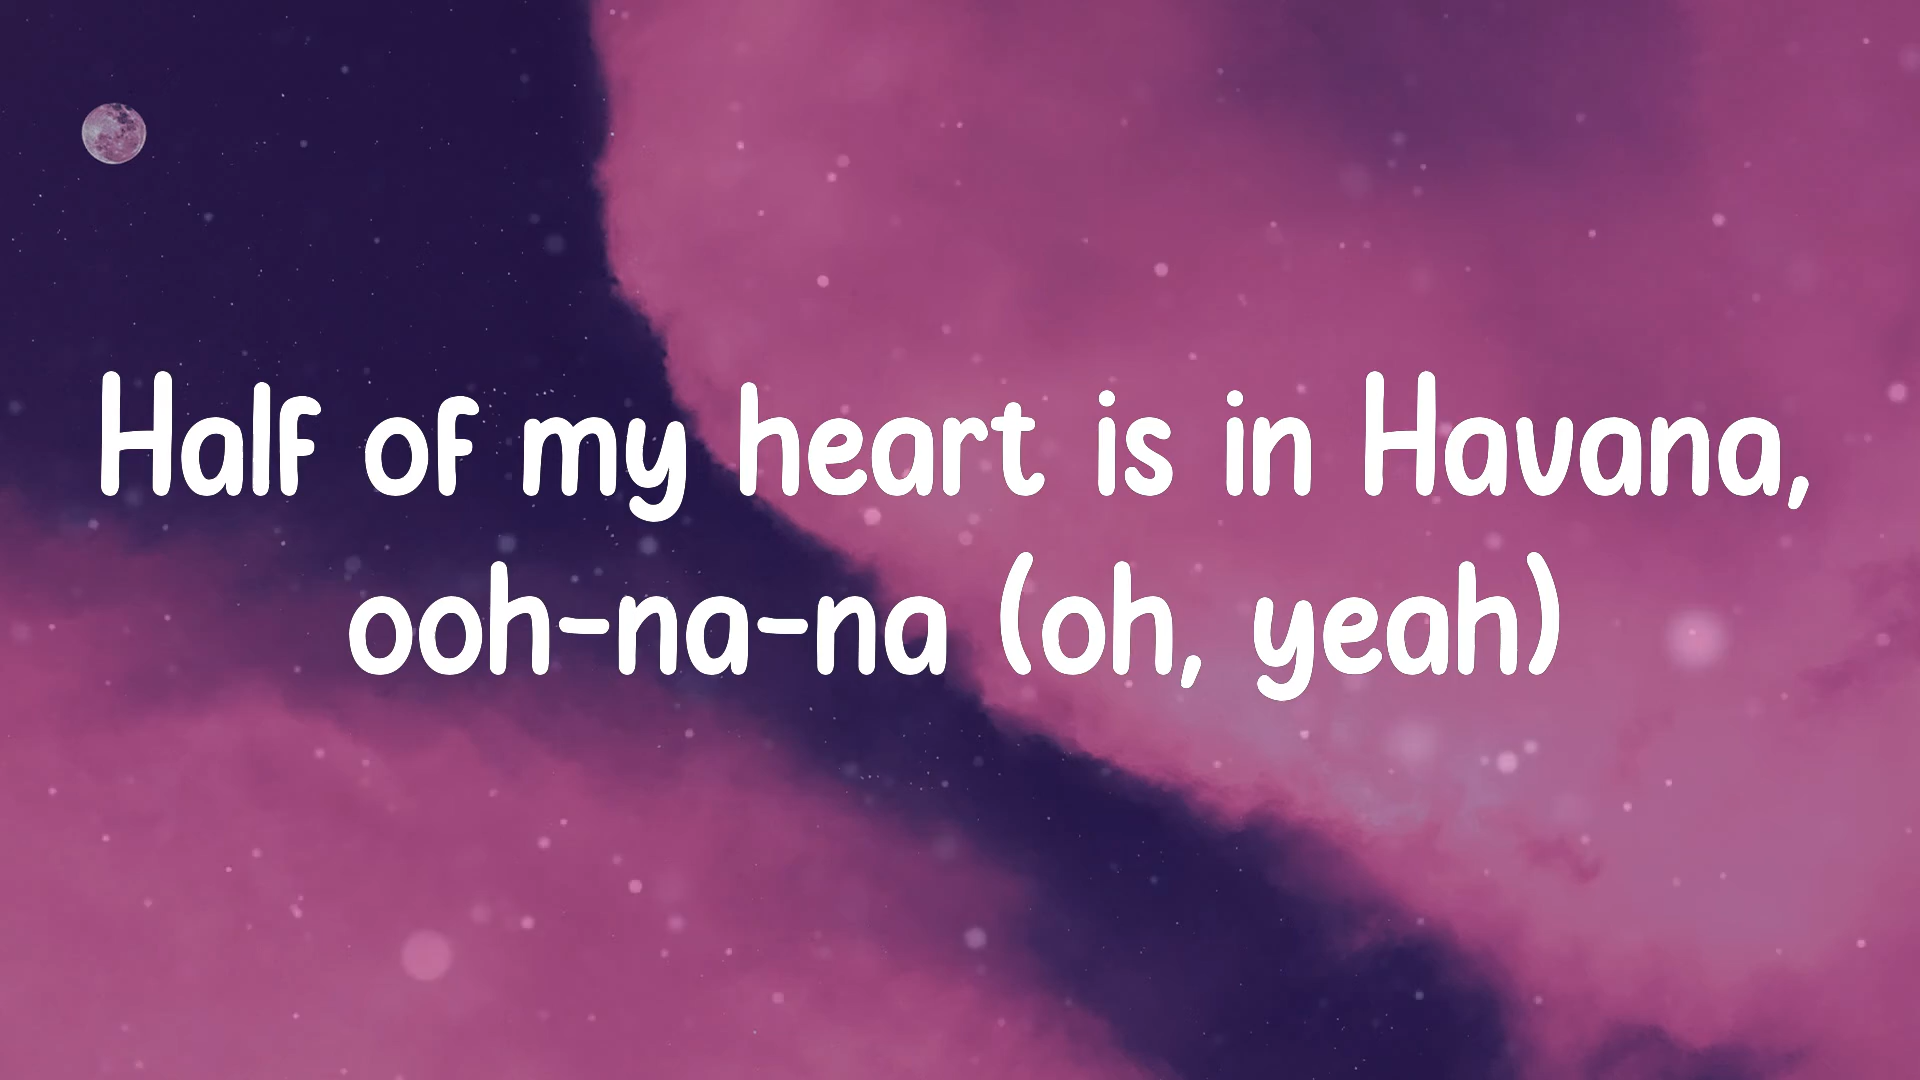 Half of my heart is in Havana,
ooh-na-na (oh, yeah)